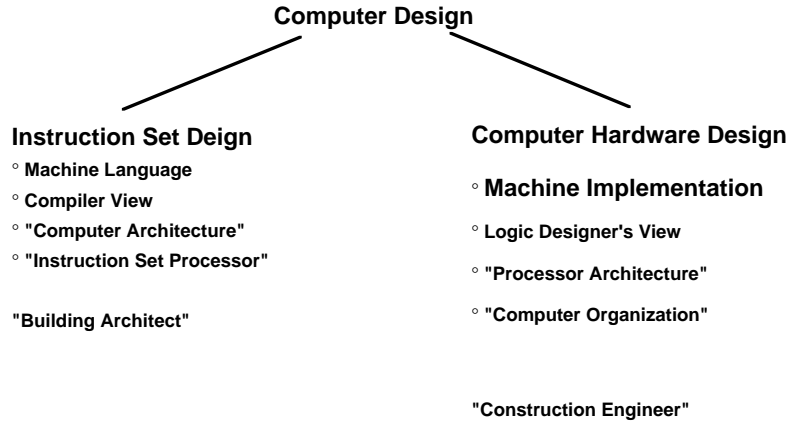 Computer Design
Instruction Set Deign
° Machine Language
° Compiler View
° "Computer Architecture"
° "Instruction Set Processor"
"Building Architect"
Computer Hardware Design
° Machine Implementation
° Logic Designer's View
° "Processor Architecture"
° "Computer Organization"
"Construction Engineer"